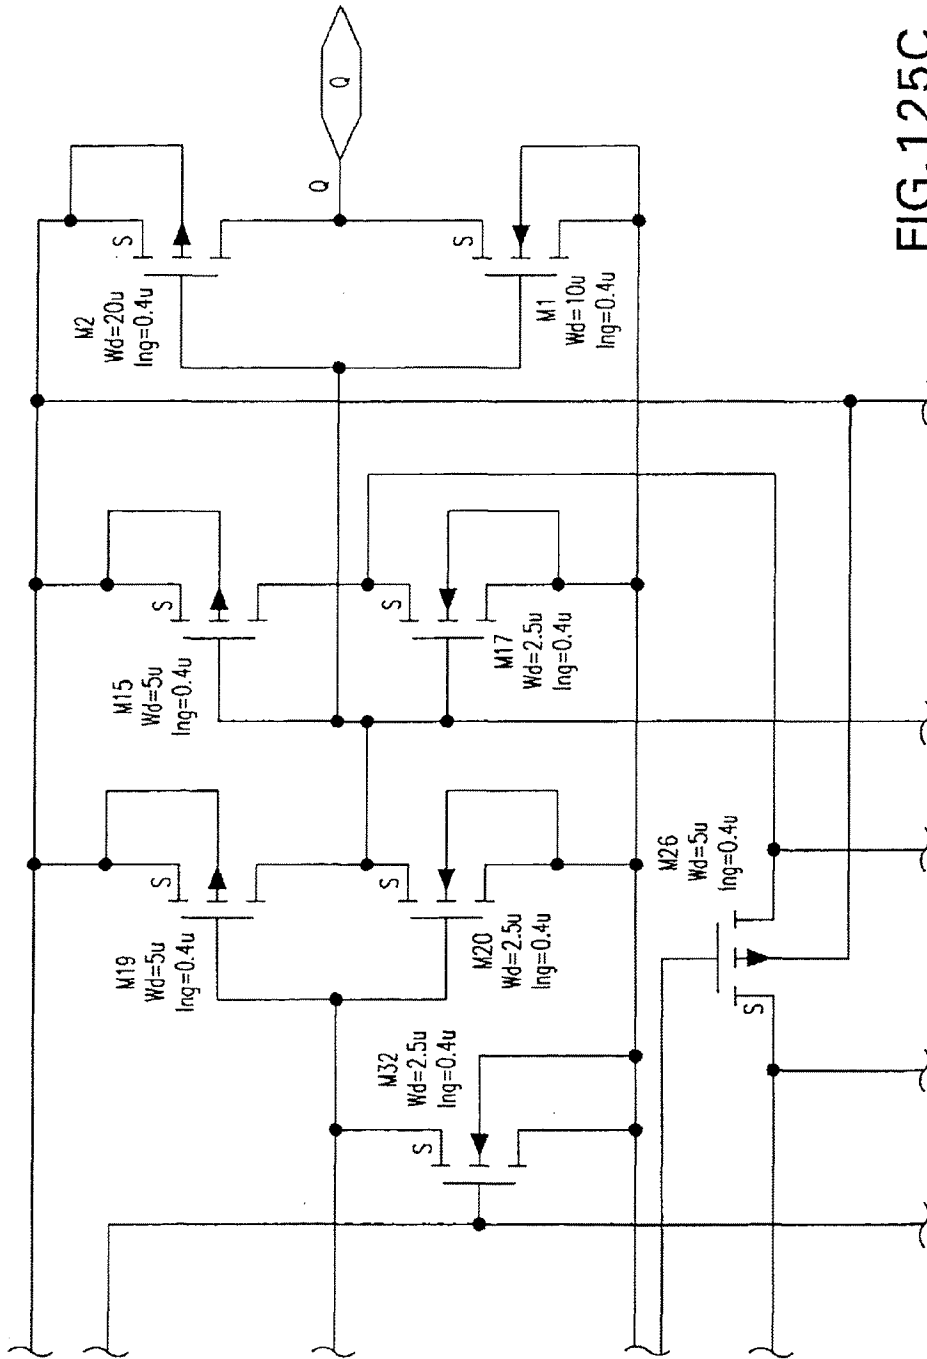 M2
Wd=20u
lng=0.4u
S
Q
Q
M1
Wd=10u
lng=0.4u
S
M15
Wd=5u
lng=0.4u
S
M17
Wd=2.5u
lng=0.4u
S
M19
Wd=5u
lng=0.4u
S
M20
Wd=2.5u
lng=0.4u
S
M32
Wd=2.5u
lng=0.4u
S
M26
Wd=5u
lng=0.4u
S
FIG. 125C